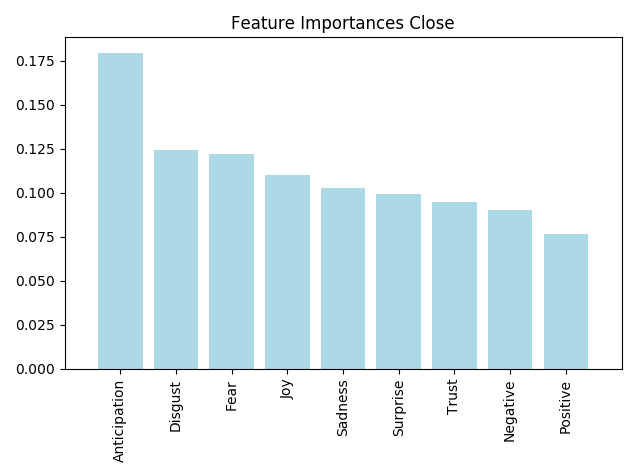 Feature Importances Close
0.175
0.150
0.125
0.100
0.075
0.050
0.025
0.000
Anticipation
Disgust
Fear
Joy
Sadness
Surprise
Trust
Negative
Positive